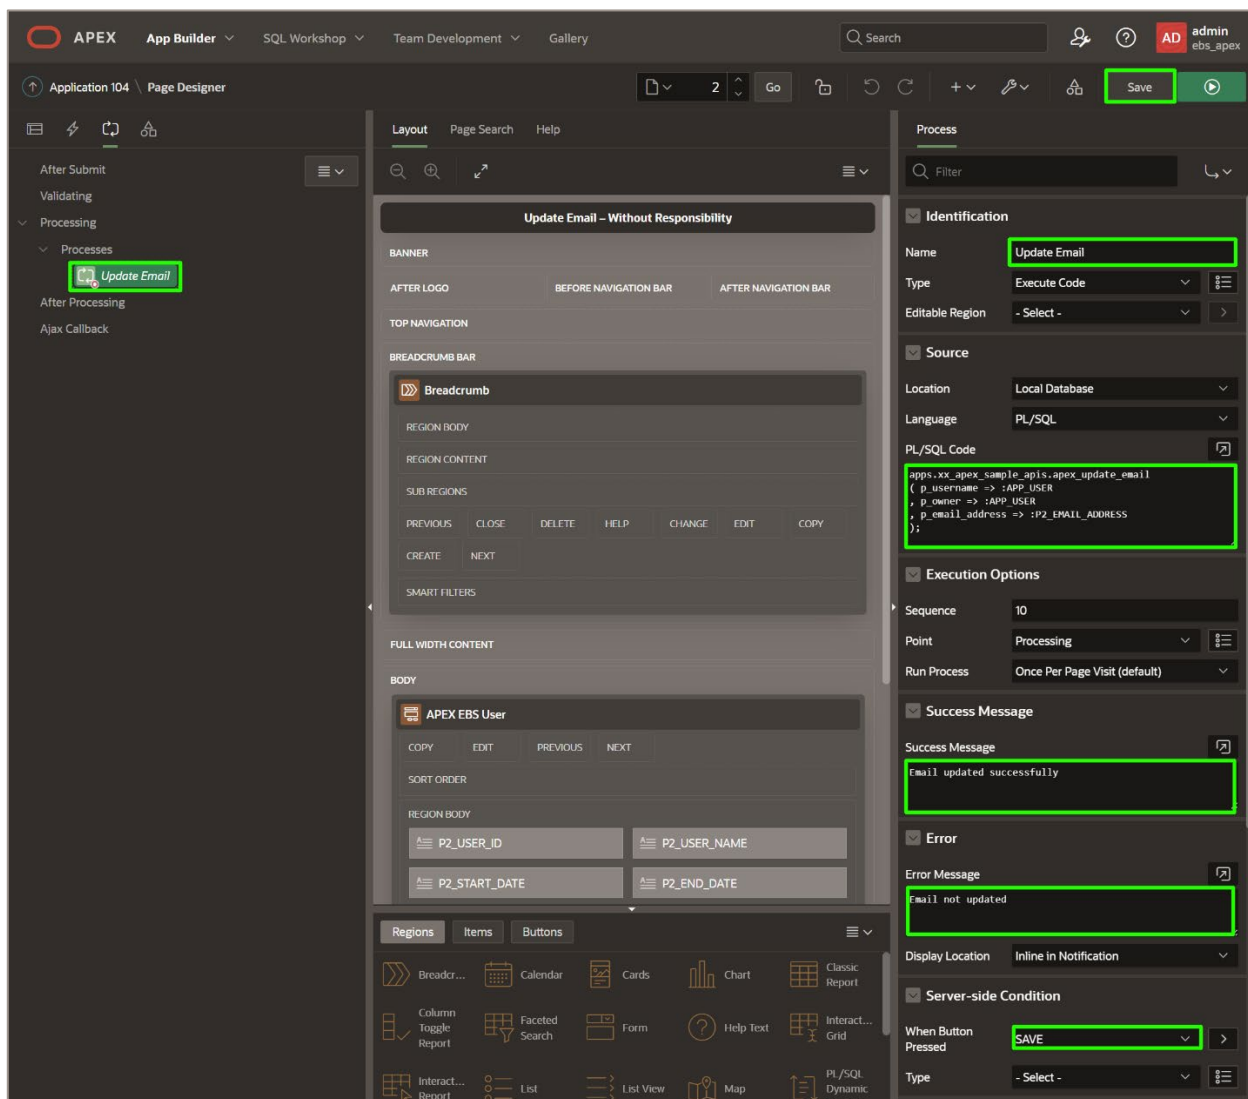 APEX App Builder SQL Workshop Team Development Gallery Search AD admin
ebs_apex
Application 104 \ Page Designer 2 Go Save
After Submit
Validating
Processing
Processes
Update Email
After Processing
Ajax Callback
Layout Page Search Help
Update Email – Without Responsibility
BANNER
AFTER LOGO BEFORE NAVIGATION BAR AFTER NAVIGATION BAR
TOP NAVIGATION
BREADCRUMB BAR
Breadcrumb
REGION BODY
REGION CONTENT
SUB REGIONS
PREVIOUS CLOSE DELETE HELP CHANGE EDIT COPY
CREATE NEXT
SMART FILTERS
FULL WIDTH CONTENT
BODY
APEX EBS User
COPY EDIT PREVIOUS NEXT
SORT ORDER
REGION BODY
P2_USER_ID P2_USER_NAME
P2_START_DATE P2_END_DATE
Regions Items Buttons
Breadcr... Calendar Cards Chart Classic
Report
Column
Toggle
Report
Faceted
Search
Form Help Text Interact...
Grid
Interact...
Report
List List View Map PL/SQL
Dynamic
Process
Filter
Identification
Name Update Email
Type Execute Code
Editable Region - Select -
Source
Location Local Database
Language PL/SQL
PL/SQL Code
apps.xx_apex_sample_apis.apex_update_email
( p_username => :APP_USER
, p_owner => :APP_USER
, p_email_address => :P2_EMAIL_ADDRESS
);
Execution Options
Sequence 10
Point Processing
Run Process Once Per Page Visit (default)
Success Message
Success Message
Email updated successfully
Error
Error Message
Email not updated
Display Location Inline in Notification
Server-side Condition
When Button
Pressed
SAVE
Type - Select -